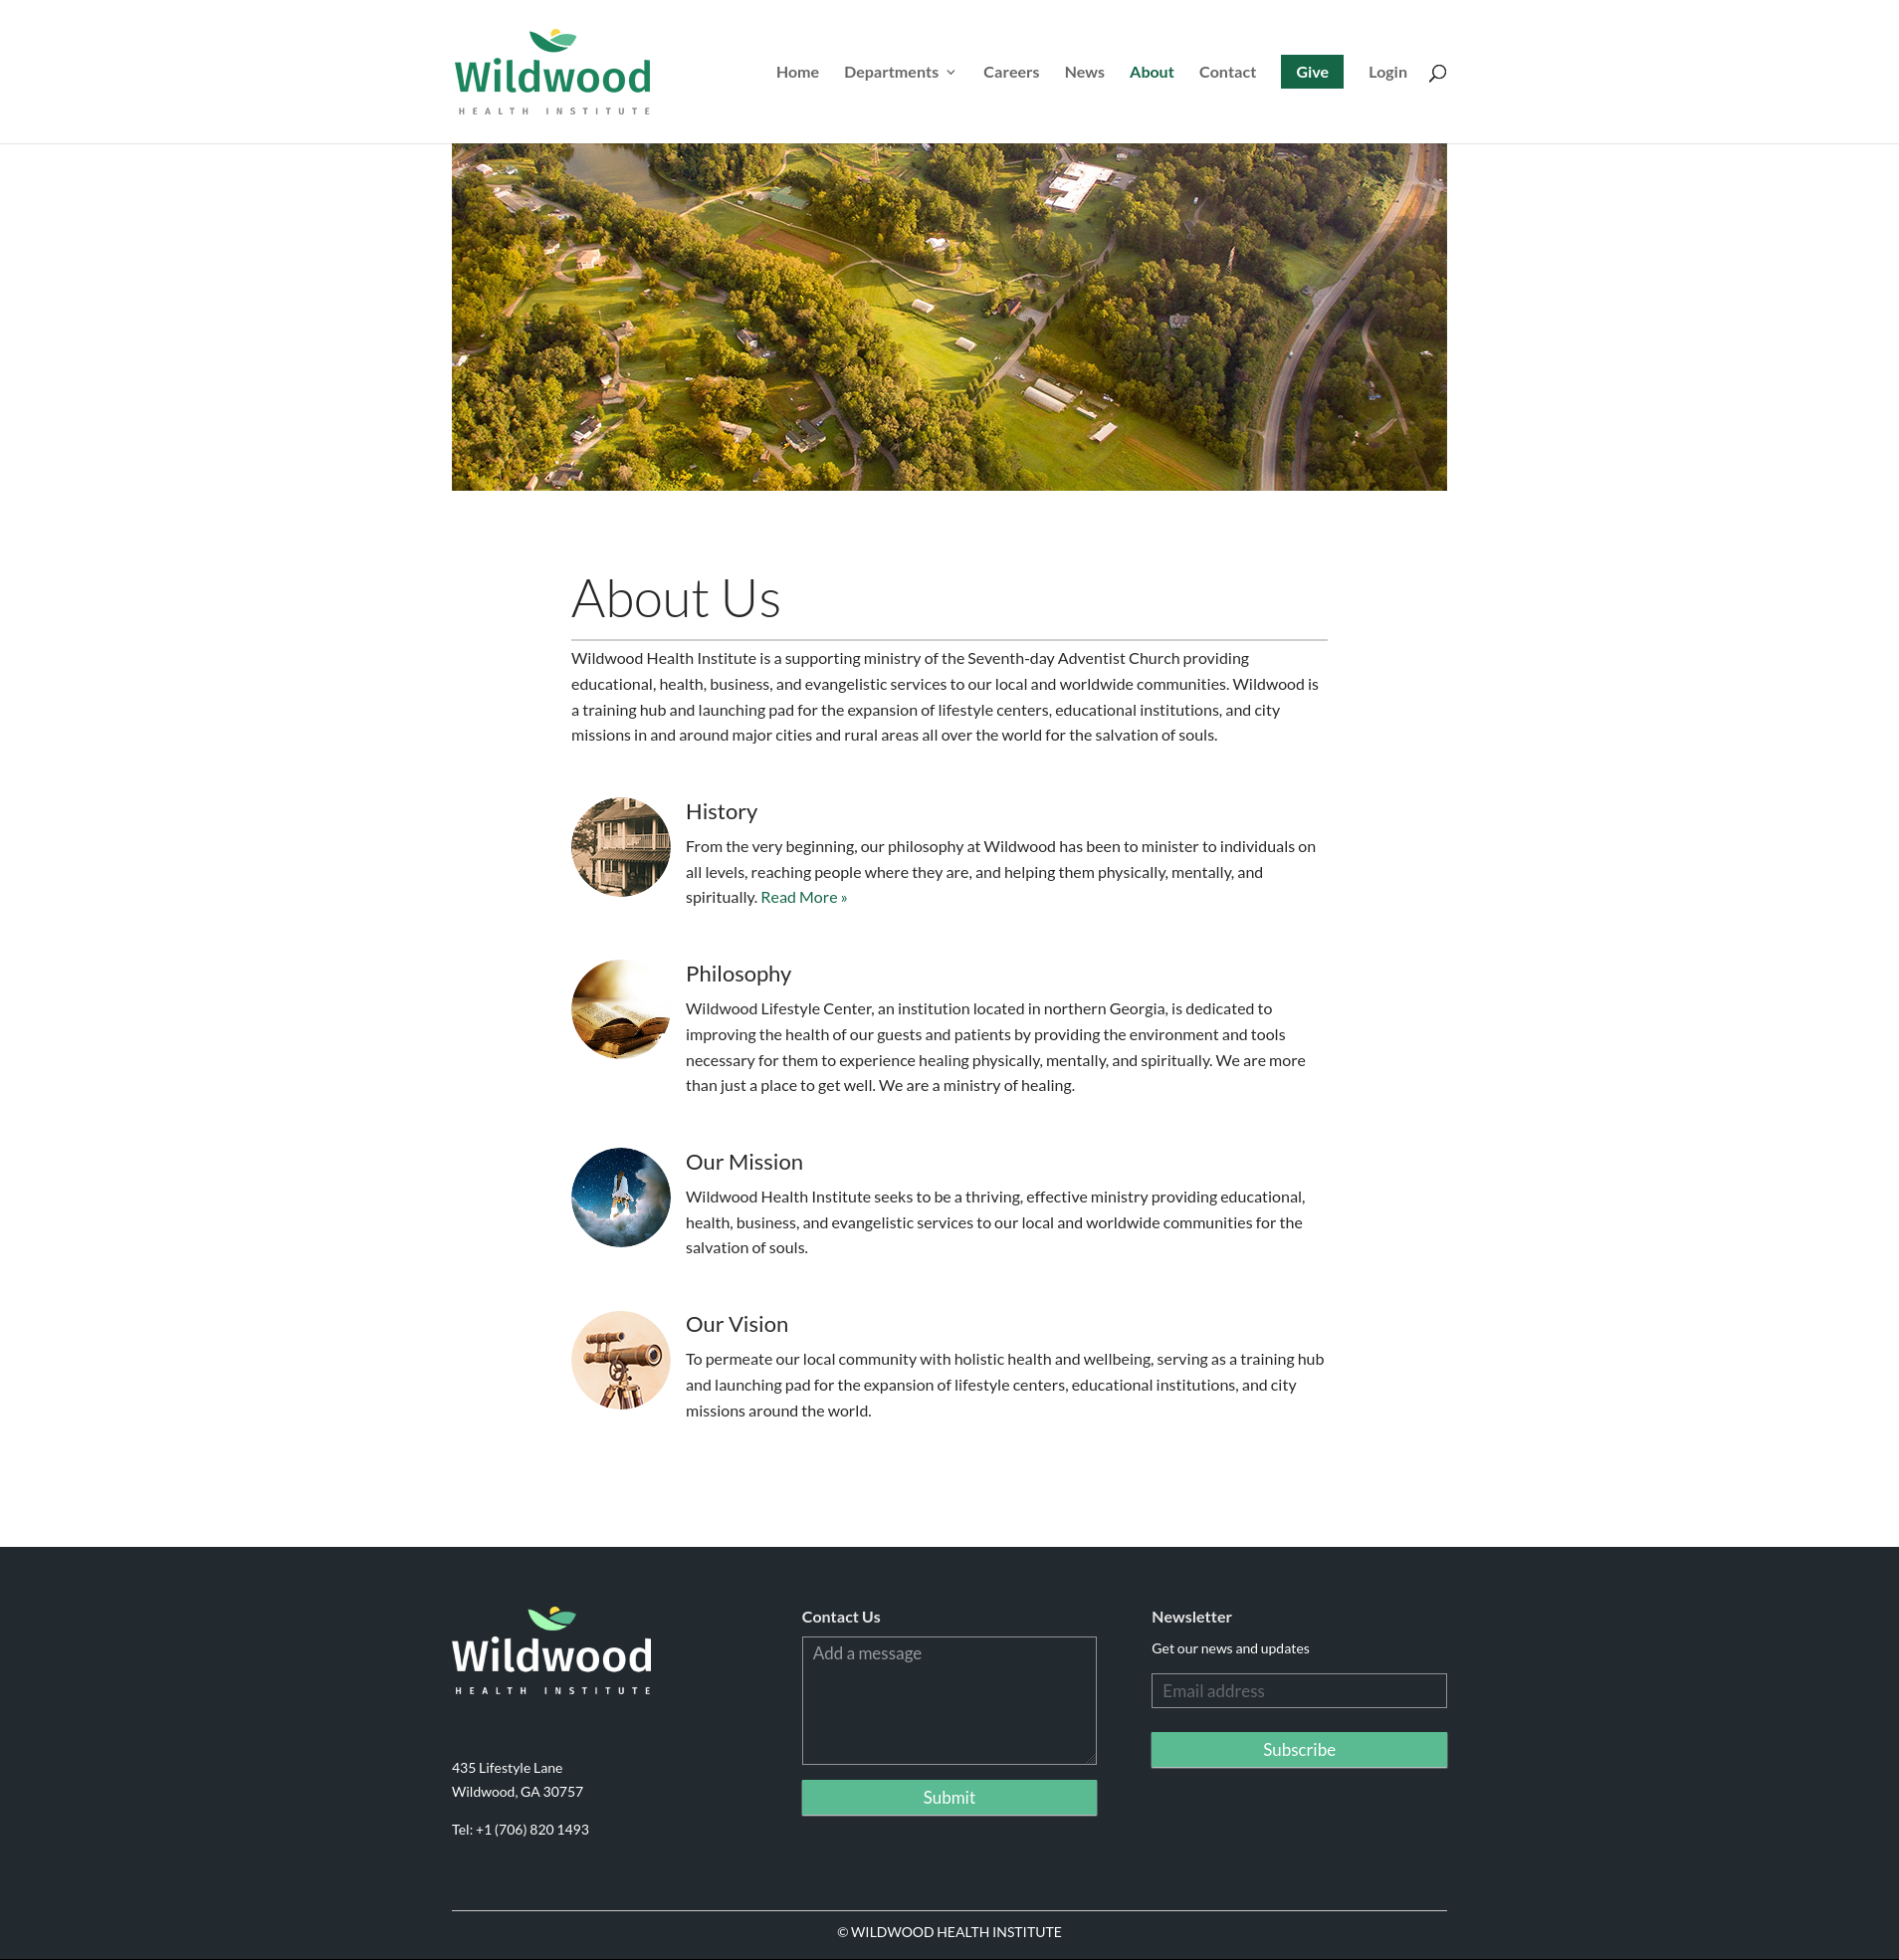 Wildwood
HEALTH INSTITUTE
Home Departments Careers News About Contact Give Login
About Us
Wildwood Health Institute is a supporting ministry of the Seventh-day Adventist Church providing
educational, health, business, and evangelistic services to our local and worldwide communities. Wildwood is
a training hub and launching pad for the expansion of lifestyle centers, educational institutions, and city
missions in and around major cities and rural areas all over the world for the salvation of souls.
History
From the very beginning, our philosophy at Wildwood has been to minister to individuals on
all levels, reaching people where they are, and helping them physically, mentally, and
spiritually. Read More »
Philosophy
Wildwood Lifestyle Center, an institution located in northern Georgia, is dedicated to
improving the health of our guests and patients by providing the environment and tools
necessary for them to experience healing physically, mentally, and spiritually. We are more
than just a place to get well. We are a ministry of healing.
Our Mission
Wildwood Health Institute seeks to be a thriving, effective ministry providing educational,
health, business, and evangelistic services to our local and worldwide communities for the
salvation of souls.
Our Vision
To permeate our local community with holistic health and wellbeing, serving as a training hub
and launching pad for the expansion of lifestyle centers, educational institutions, and city
missions around the world.
Wildwood
HEALTH INSTITUTE
435 Lifestyle Lane
Wildwood, GA 30757
Tel: +1 (706) 820 1493
Contact Us
Add a message
Submit
Newsletter
Get our news and updates
Email address
Subscribe
© WILDWOOD HEALTH INSTITUTE